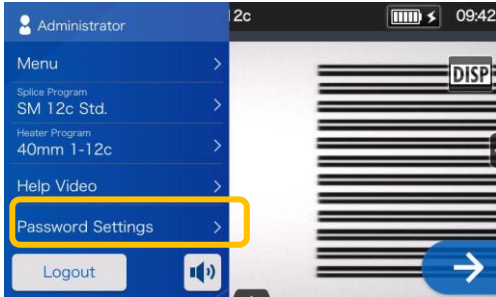 Administrator
2c
09:42
Menu
DISP
Splice Program
SM 12c Std.
Heater Program
40mm 1-12c
Help Video
Password Settings
Logout